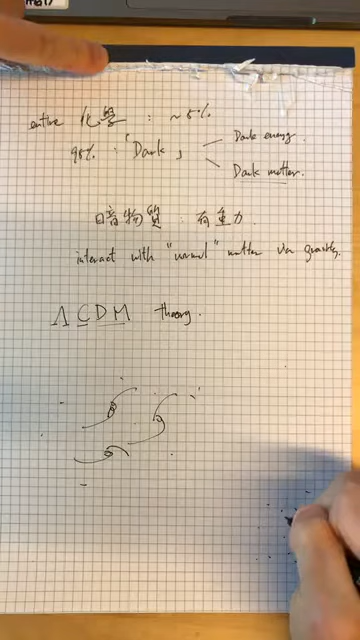 entire 化學 : ~5%
95% : 「Dark」
Dark energy
Dark matter.
暗物質 : 有重力.
interact with "normal" matter via gravity.
ΛCDM theory.